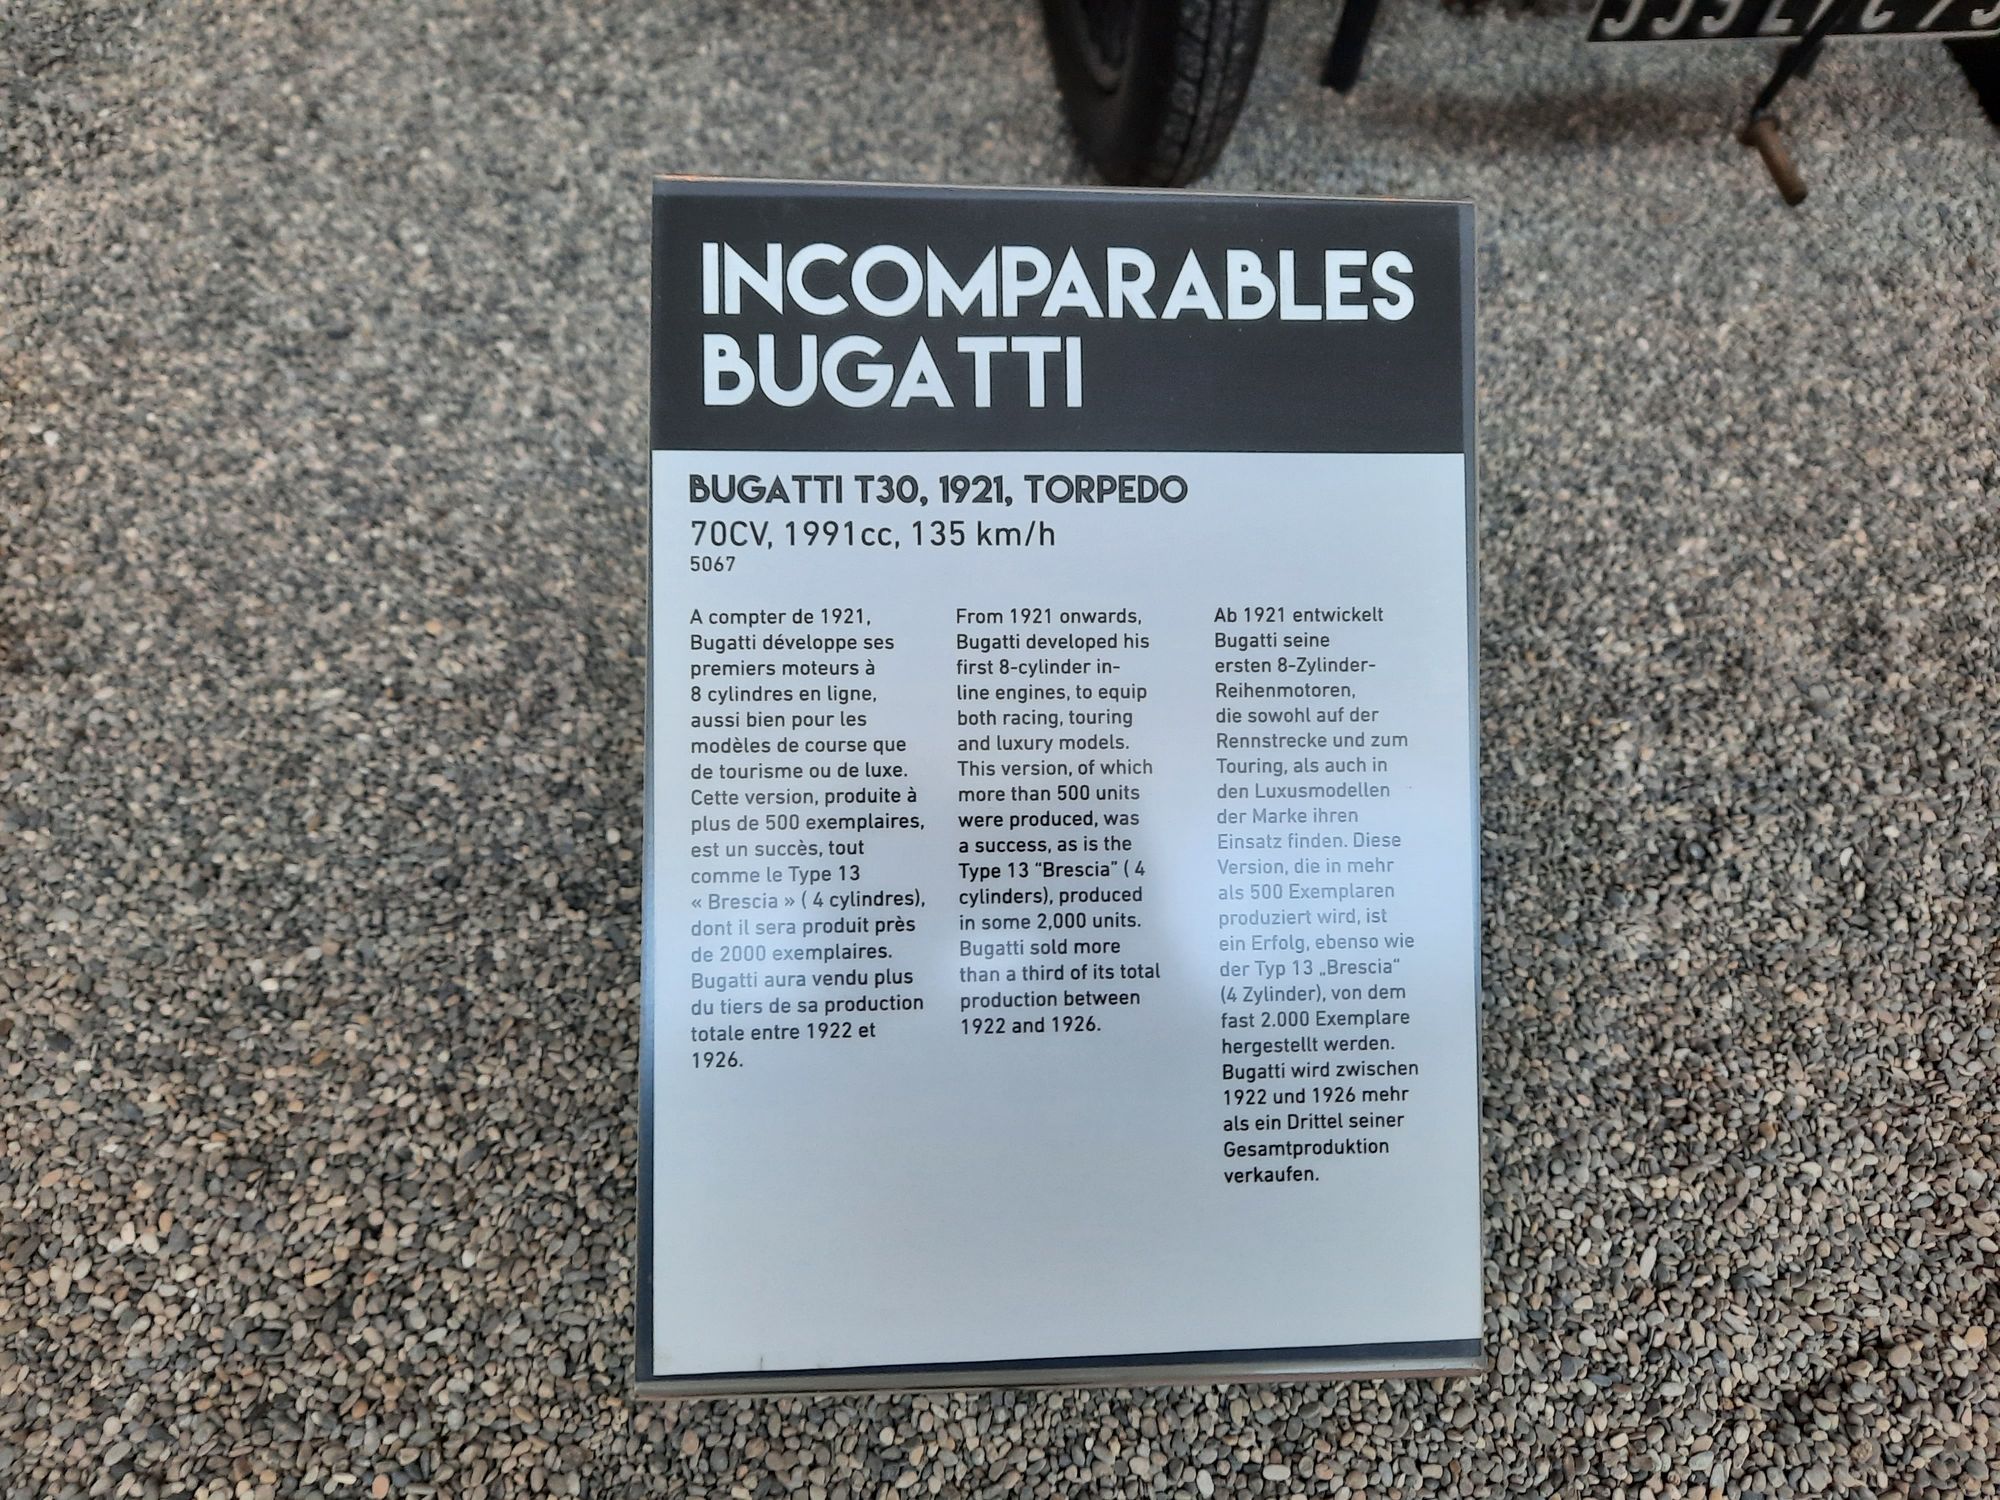 INCOMPARABLES
BUGATTI
BUGATTI T30, 1921, TORPEDO
70CV, 1991cc, 135 km/h
5067
A compter de 1921,
Bugatti développe ses
premiers moteurs à
8 cylindres en ligne,
aussi bien pour les
modèles de course que
de tourisme ou de luxe.
Cette version, produite à
plus de 500 exemplaires,
est un succès, tout
comme le Type 13
« Brescia » ( 4 cylindres),
dont il sera produit près
de 2000 exemplaires.
Bugatti aura vendu plus
du tiers de sa production
totale entre 1922 et
1926.
From 1921 onwards,
Bugatti developed his
first 8-cylinder in-
line engines, to equip
both racing, touring
and luxury models.
This version, of which
more than 500 units
were produced, was
a success, as is the
Type 13 "Brescia" ( 4
cylinders), produced
in some 2,000 units.
Bugatti sold more
than a third of its total
production between
1922 and 1926.
Ab 1921 entwickelt
Bugatti seine
ersten 8-Zylinder-
Reihenmotoren,
die sowohl auf der
Rennstrecke und zum
Touring, als auch in
den Luxusmodellen
der Marke ihren
Einsatz finden. Diese
Version, die in mehr
als 500 Exemplaren
produziert wird, ist
ein Erfolg, ebenso wie
der Typ 13 „Brescia“
(4 Zylinder), von dem
fast 2.000 Exemplare
hergestellt werden.
Bugatti wird zwischen
1922 und 1926 mehr
als ein Drittel seiner
Gesamtproduktion
verkaufen.